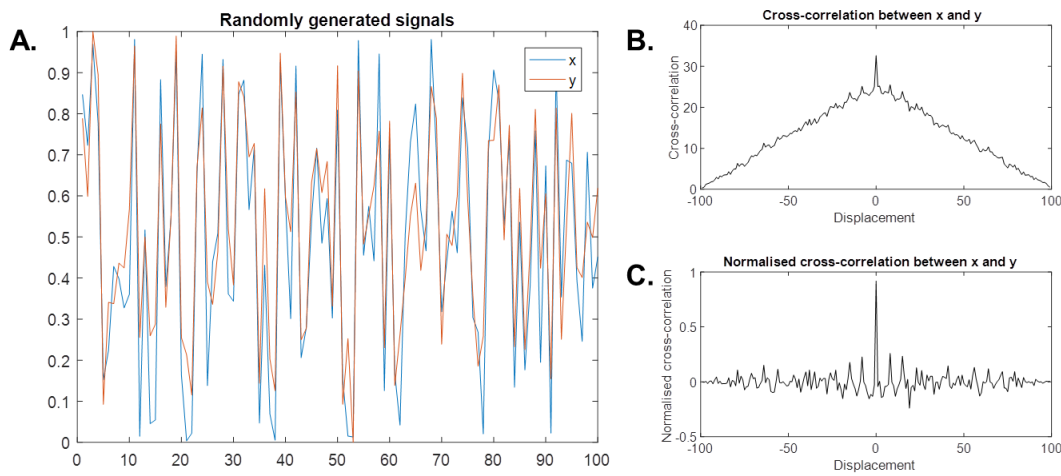 A.
Randomly generated signals
1
0.9
0.8
0.7
0.6
0.5
0.4
0.3
0.2
0.1
0
0 10 20 30 40 50 60 70 80 90 100
x
y
B.
Cross-correlation between x and y
Cross-correlation
40
30
20
10
0
-100 -50 0 50 100
Displacement
C.
Normalised cross-correlation between x and y
Normalised cross-correlation
1
0.5
0
-0.5
-100 -50 0 50 100
Displacement